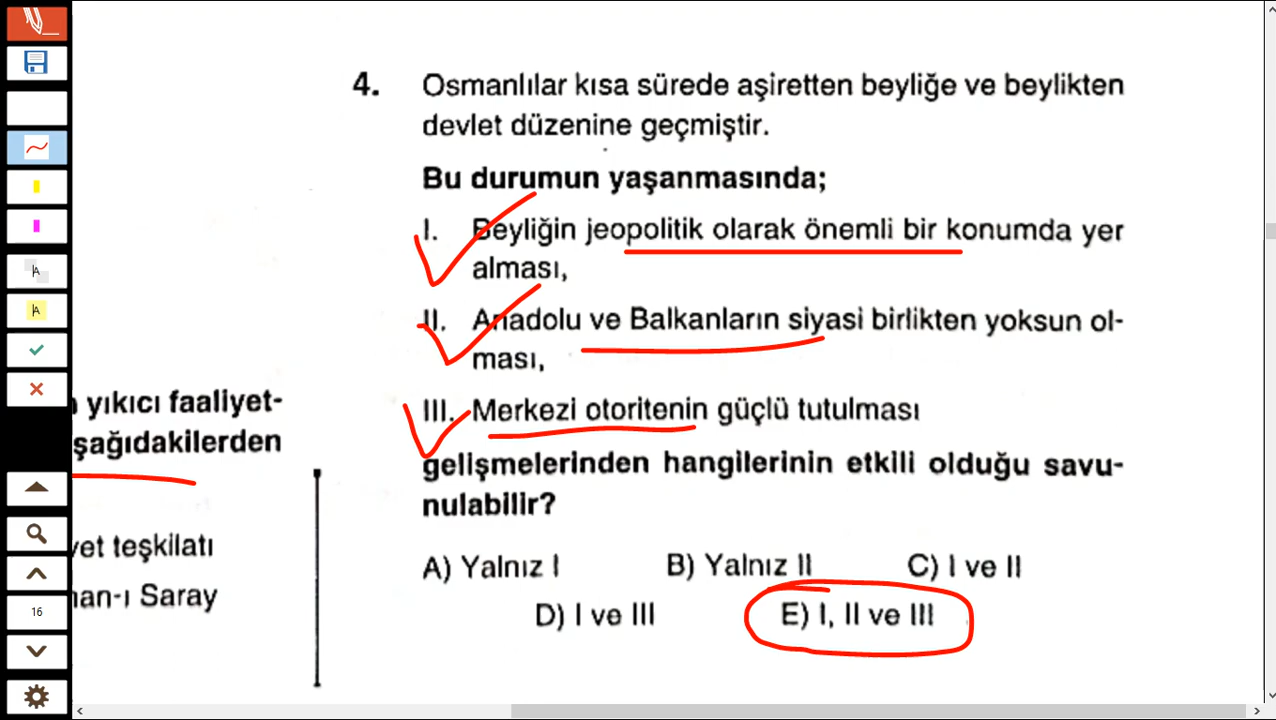 4. Osmanlılar kısa sürede aşiretten beyliğe ve beylikten
devlet düzenine geçmiştir.
Bu durumun yaşanmasında;
I. Beyliğin jeopolitik olarak önemli bir konumda yer
alması,
II. Anadolu ve Balkanların siyasi birlikten yoksun ol-
ması,
III. Merkezi otoritenin güçlü tutulması
gelişmelerinden hangilerinin etkili olduğu savu-
nulabilir?
A) Yalnız I B) Yalnız II C) I ve II
D) I ve III E) I, II ve III
yıkıcı faaliyet-
şağıdakilerden
vet teşkilatı
nan-ı Saray
A
A
16